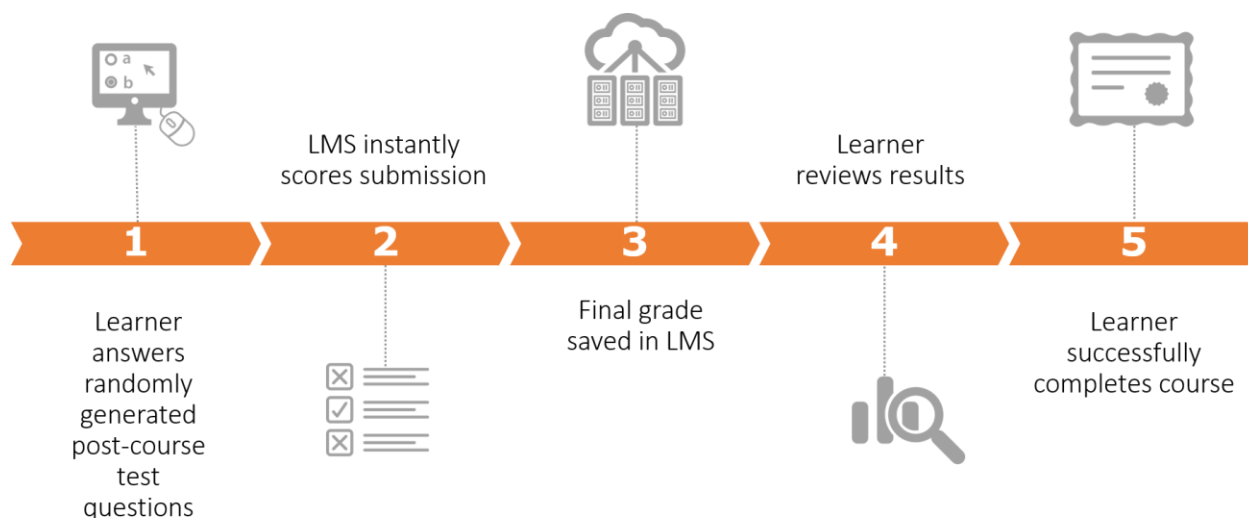 a
b
LMS instantly
scores submission
Learner
reviews results
1
2
3
4
5
Learner
answers
randomly
generated
post-course
test
questions
Final grade
saved in LMS
Learner
successfully
completes course